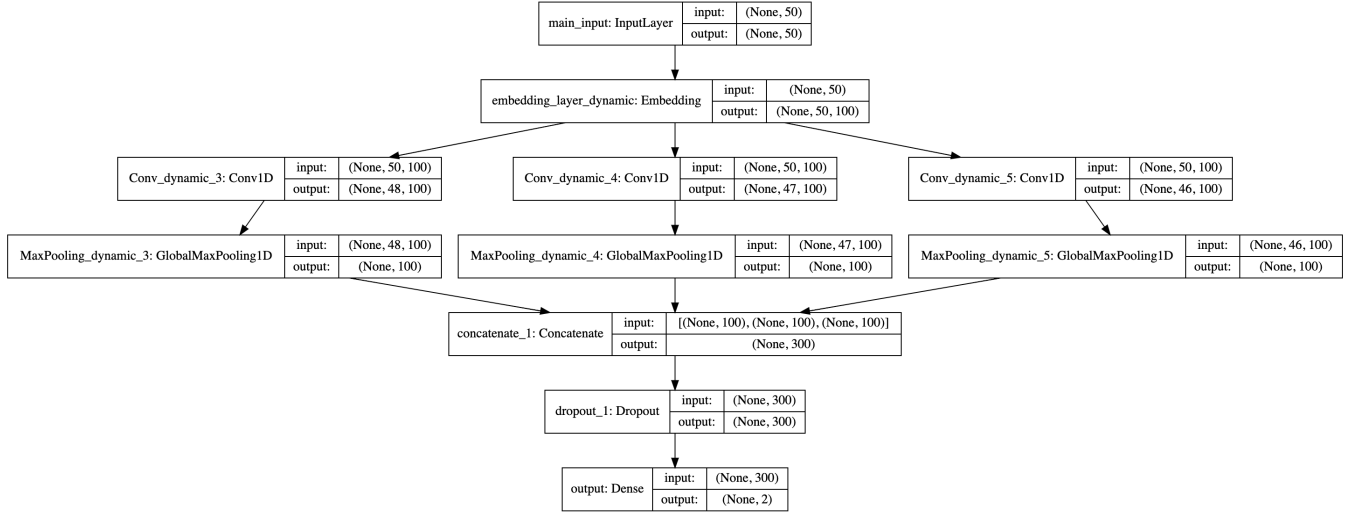 main_input: InputLayer
input: (None, 50)
output: (None, 50)
embedding_layer_dynamic: Embedding
input: (None, 50)
output: (None, 50, 100)
Conv_dynamic_3: Conv1D
input: (None, 50, 100)
output: (None, 48, 100)
Conv_dynamic_4: Conv1D
input: (None, 50, 100)
output: (None, 47, 100)
Conv_dynamic_5: Conv1D
input: (None, 50, 100)
output: (None, 46, 100)
MaxPooling_dynamic_3: GlobalMaxPooling1D
input: (None, 48, 100)
output: (None, 100)
MaxPooling_dynamic_4: GlobalMaxPooling1D
input: (None, 47, 100)
output: (None, 100)
MaxPooling_dynamic_5: GlobalMaxPooling1D
input: (None, 46, 100)
output: (None, 100)
concatenate_1: Concatenate
input: [(None, 100), (None, 100), (None, 100)]
output: (None, 300)
dropout_1: Dropout
input: (None, 300)
output: (None, 300)
output: Dense
input: (None, 300)
output: (None, 2)